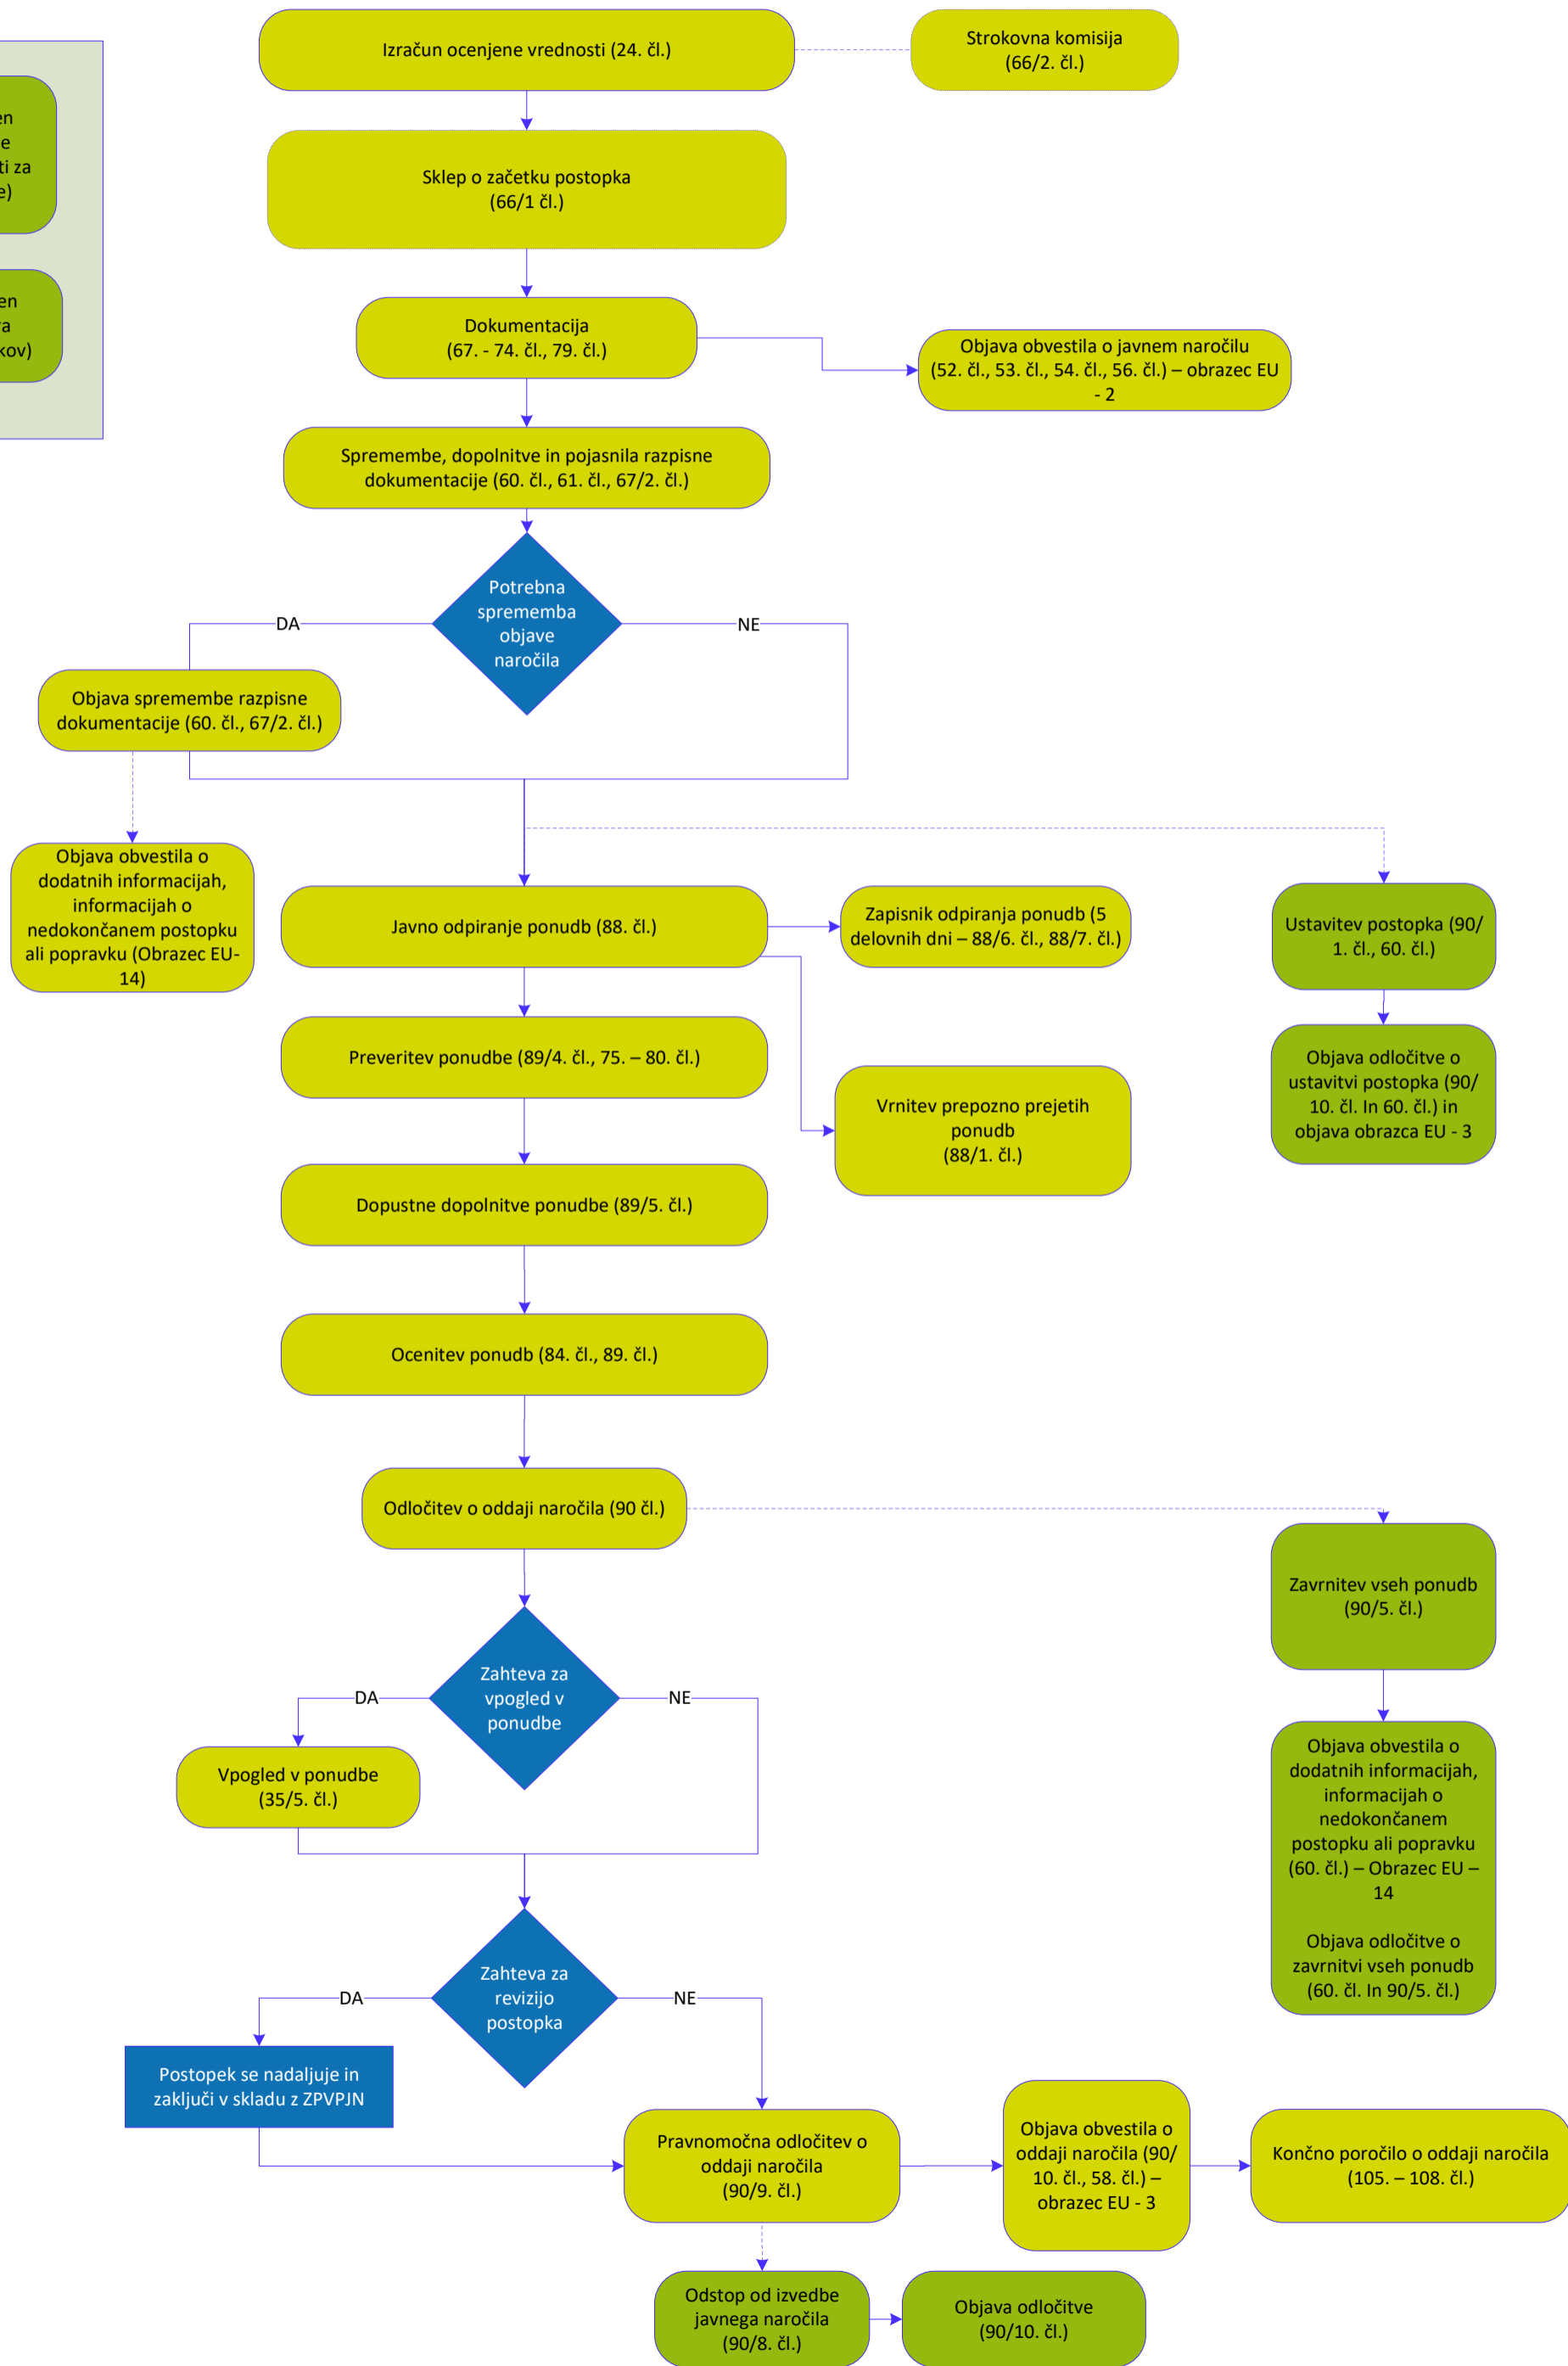 Izračun ocenjene vrednosti (24. čl.)
Strokovna komisija
(66/2. čl.)
Sklep o začetku postopka
(66/1 čl.)
Dokumentacija
(67. - 74. čl., 79. čl.)
Objava obvestila o javnem naročilu
(52. čl., 53. čl., 54. čl., 56. čl.) – obrazec EU
- 2
Spremembe, dopolnitve in pojasnila razpisne
dokumentacije (60. čl., 61. čl., 67/2. čl.)
Potrebna
sprememba
objave
naročila
DA
NE
Objava spremembe razpisne
dokumentacije (60. čl., 67/2. čl.)
Objava obvestila o
dodatnih informacijah,
informacijah o
nedokončanem postopku
ali popravku (Obrazec EU-
14)
Javno odpiranje ponudb (88. čl.)
Zapisnik odpiranja ponudb (5
delovnih dni – 88/6. čl., 88/7. čl.)
Ustavitev postopka (90/
1. čl., 60. čl.)
Preveritev ponudbe (89/4. čl., 75. – 80. čl.)
Vrnitev prepozno prejetih
ponudb
(88/1. čl.)
Objava odločitve o
ustavitvi postopka (90/
10. čl. In 60. čl.) in
objava obrazca EU - 3
Dopustne dopolnitve ponudbe (89/5. čl.)
Ocenitev ponudb (84. čl., 89. čl.)
Odločitev o oddaji naročila (90 čl.)
Zavrnitev vseh ponudb
(90/5. čl.)
Zahteva za
vpogled v
ponudbe
DA
NE
Vpogled v ponudbe
(35/5. čl.)
Objava obvestila o
dodatnih informacijah,
informacijah o
nedokončanem
postopku ali popravku
(60. čl.) – Obrazec EU –
14
Objava odločitve o
zavrnitvi vseh ponudb
(60. čl. In 90/5. čl.)
Zahteva za
revizijo
postopka
DA
NE
Postopek se nadaljuje in
zaključi v skladu z ZPVPJN
Pravnomočna odločitev o
oddaji naročila
(90/9. čl.)
Objava obvestila o
oddaji naročila (90/
10. čl., 58. čl.) –
obrazec EU - 3
Končno poročilo o oddaji naročila
(105. – 108. čl.)
Odstop od izvedbe
javnega naročila
(90/8. čl.)
Objava odločitve
(90/10. čl.)